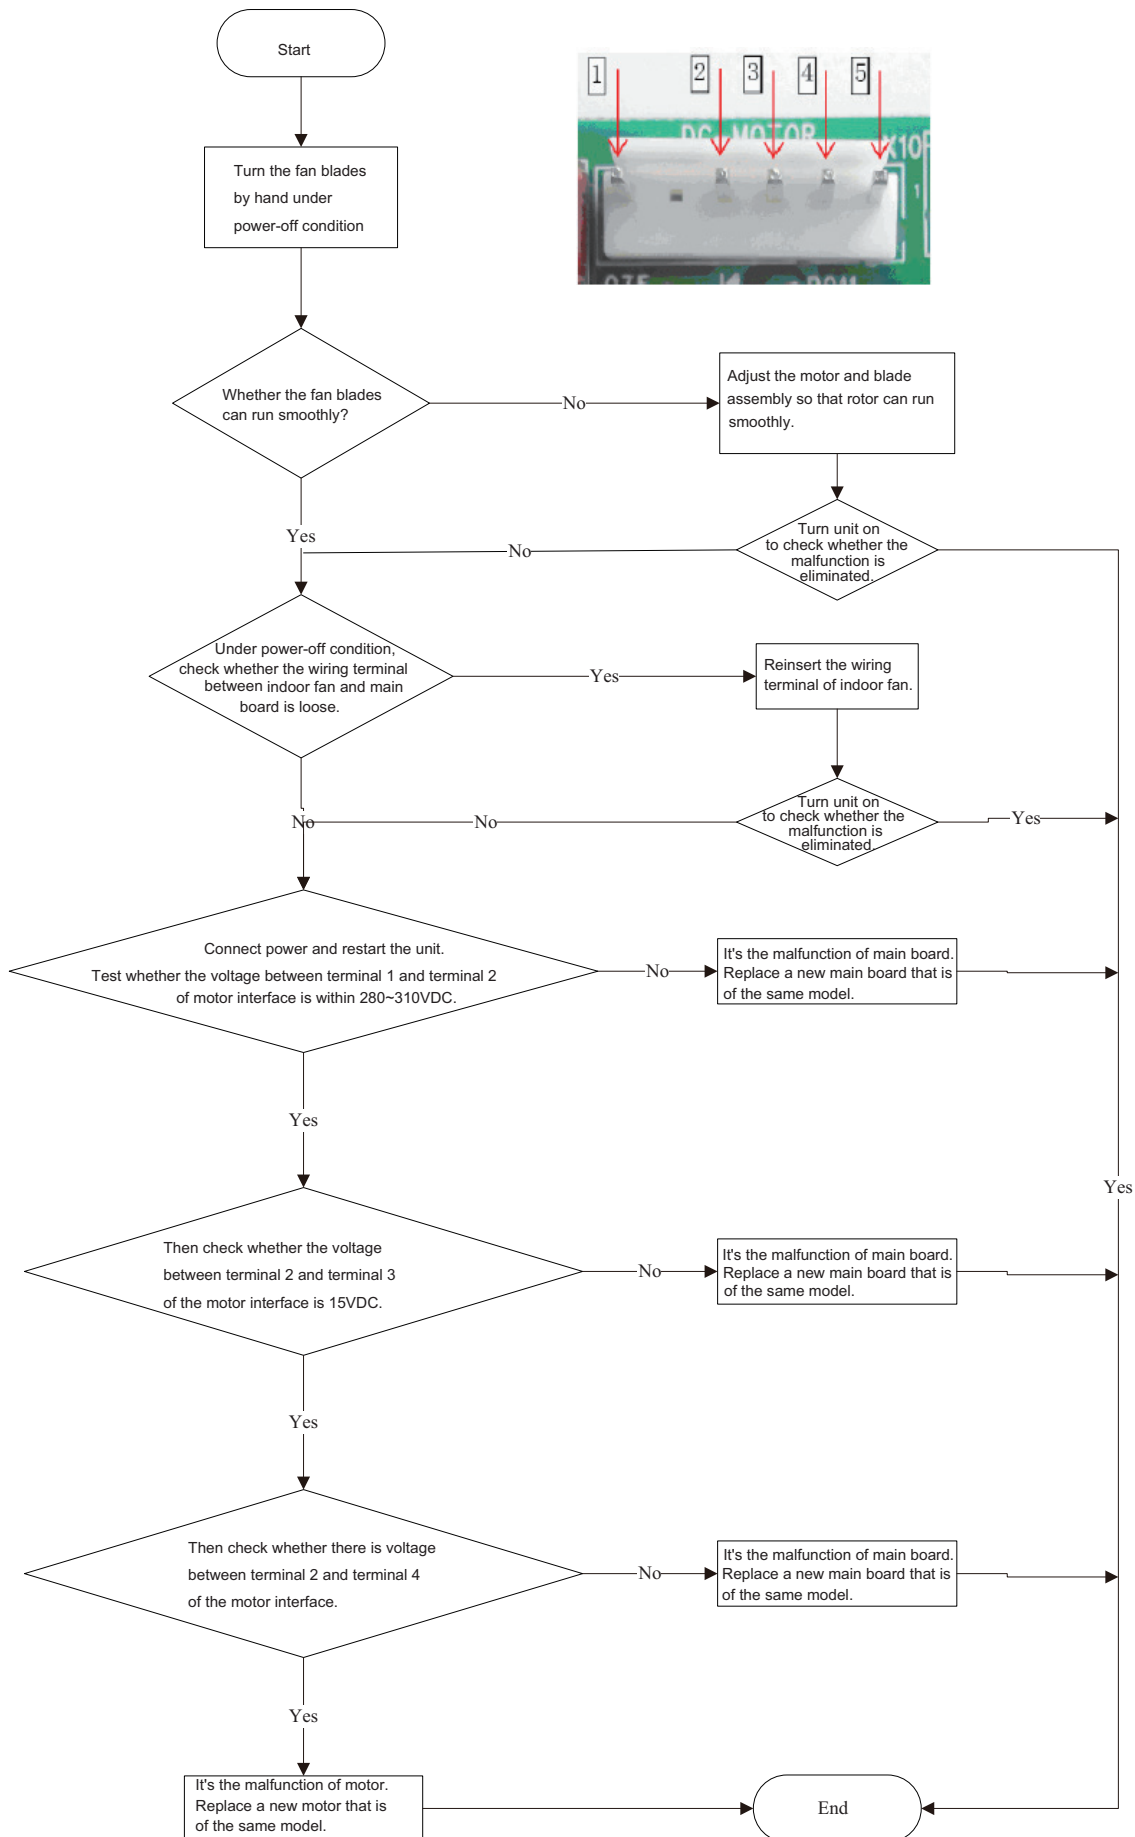 Start
1
2
3
4
5
DC-MOTOR
X10
1
Turn the fan blades
by hand under
power-off condition
Whether the fan blades
can run smoothly?
No
Adjust the motor and blade
assembly so that rotor can run
smoothly.
Yes
No
Turn unit on
to check whether the
malfunction is
eliminated.
Under power-off condition,
check whether the wiring terminal
between indoor fan and main
board is loose.
Yes
Reinsert the wiring
terminal of indoor fan.
No
No
Turn unit on
to check whether the
malfunction is
eliminated.
Yes
Connect power and restart the unit.
Test whether the voltage between terminal 1 and terminal 2
of motor interface is within 280~310VDC.
No
It's the malfunction of main board.
Replace a new main board that is
of the same model.
Yes
Yes
Then check whether the voltage
between terminal 2 and terminal 3
of the motor interface is 15VDC.
No
It's the malfunction of main board.
Replace a new main board that is
of the same model.
Yes
Then check whether there is voltage
between terminal 2 and terminal 4
of the motor interface.
No
It's the malfunction of main board.
Replace a new main board that is
of the same model.
Yes
It's the malfunction of motor.
Replace a new motor that is
of the same model.
End